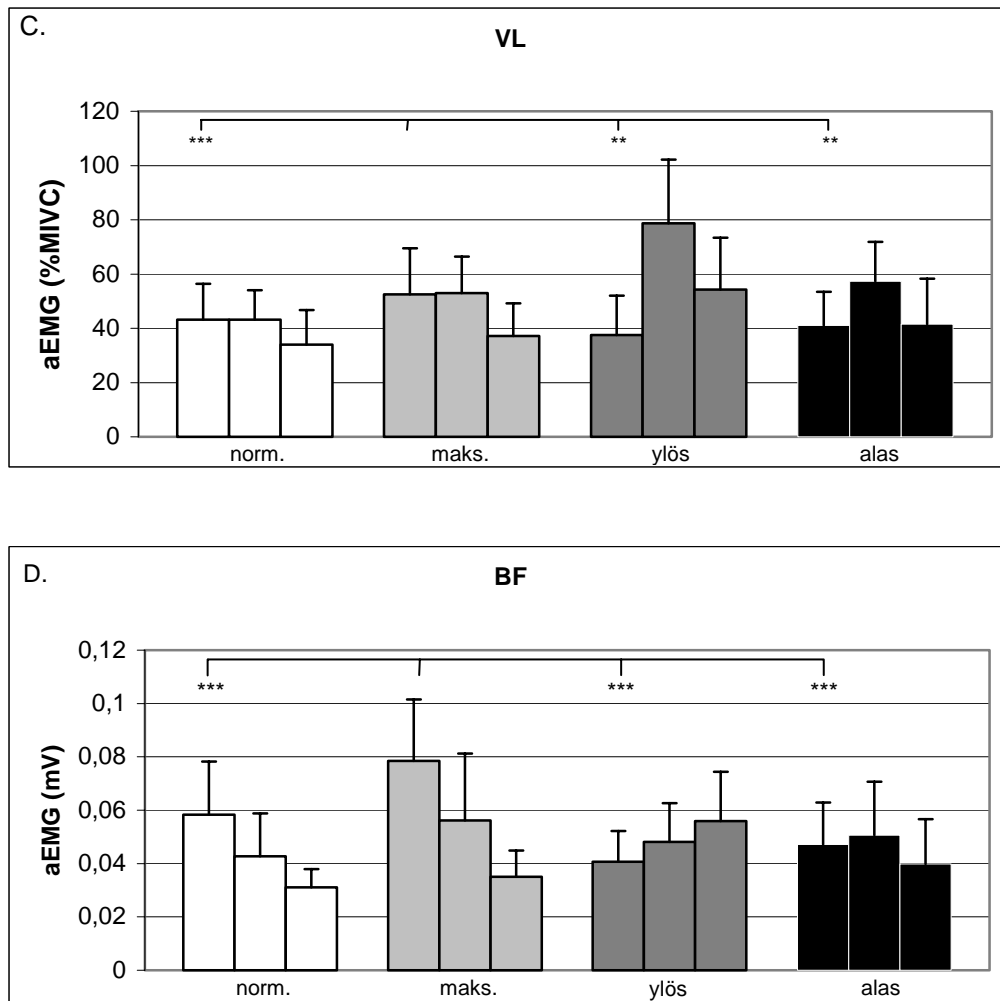 C.
VL
aEMG (%MIVC)
120
100
80
60
40
20
0
*** ** **
norm. maks. ylös alas
D.
BF
aEMG (mV)
0,12
0,1
0,08
0,06
0,04
0,02
0
*** *** ***
norm. maks. ylös alas